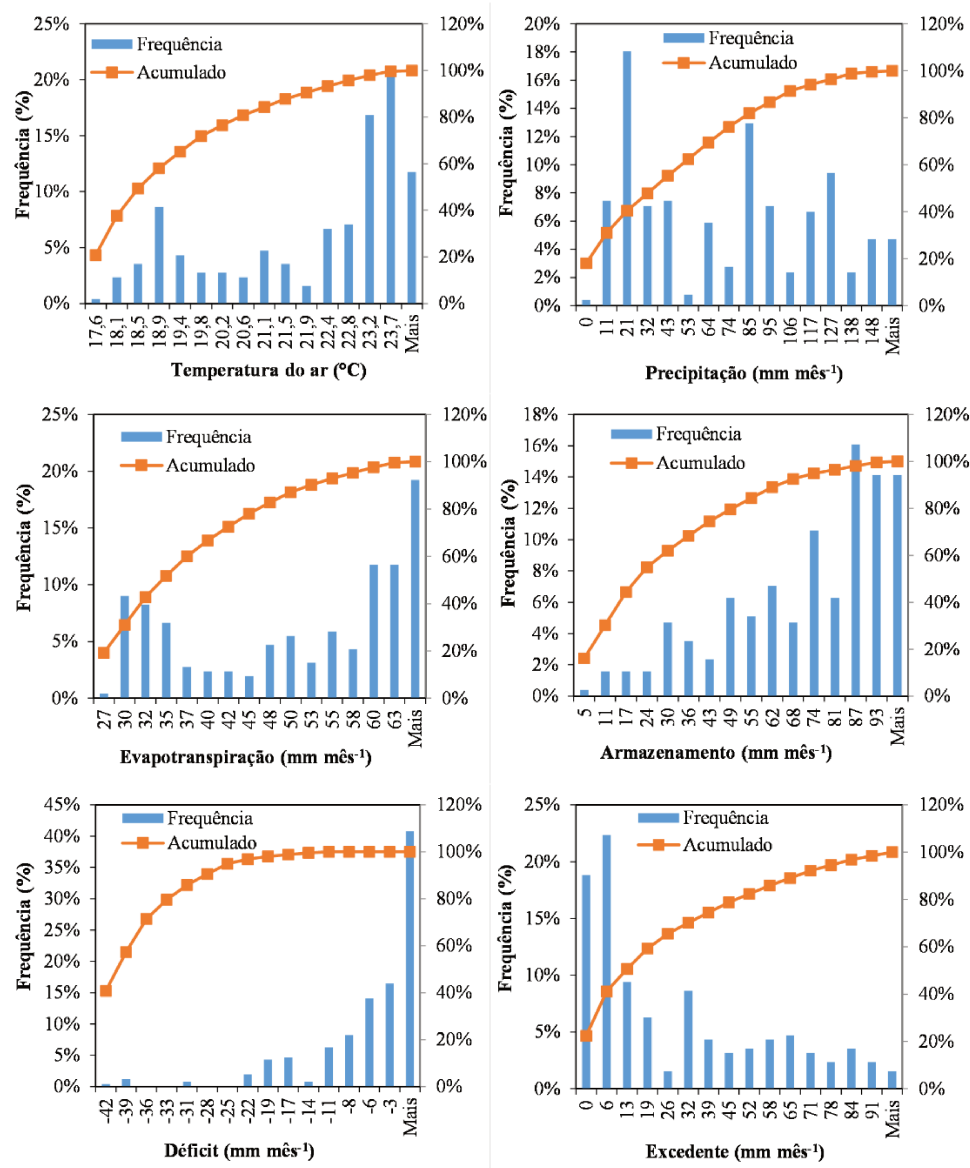 25% 120%
Frequência
Acumulado
20% 100%
80%
15%
60%
10%
40%
5%
20%
0% 0%
Frequência (%)
17,6 18,1 18,5 18,9 19,4 19,8 20,2 20,6 21,1 21,5 21,9 22,4 22,8 23,2 23,7 Mais
Temperatura do ar (°C)
20% 120%
18%
Frequência
Acumulado
16% 100%
14%
12% 80%
10% 60%
8%
6% 40%
4%
2% 20%
0% 0%
Frequência (%)
0 11 21 32 43 53 64 74 85 95 106 117 127 138 148 Mais
Precipitação (mm mês-1)
25% 120%
Frequência
Acumulado
20% 100%
80%
15%
60%
10%
40%
5%
20%
0% 0%
Frequência (%)
27 30 32 35 37 40 42 45 48 50 53 55 58 60 63 Mais
Evapotranspiração (mm mês-1)
18% 120%
Frequência
Acumulado
16% 100%
14%
12% 80%
10%
60%
8%
6% 40%
4%
2% 20%
0% 0%
Frequência (%)
5 11 17 24 30 36 43 49 55 62 68 74 81 87 93 Mais
Armazenamento (mm mês-1)
45% 120%
Frequência
Acumulado
40% 100%
35%
30% 80%
25%
60%
20%
15% 40%
10%
5% 20%
0% 0%
Frequência (%)
-42 -39 -36 -33 -31 -28 -25 -22 -19 -17 -14 -11 -8 -6 -3 Mais
Déficit (mm mês-1)
25% 120%
Frequência
Acumulado
20% 100%
80%
15%
60%
10%
40%
5%
20%
0% 0%
Frequência (%)
0 6 13 19 26 32 39 45 52 58 65 71 78 84 91 Mais
Excedente (mm mês-1)